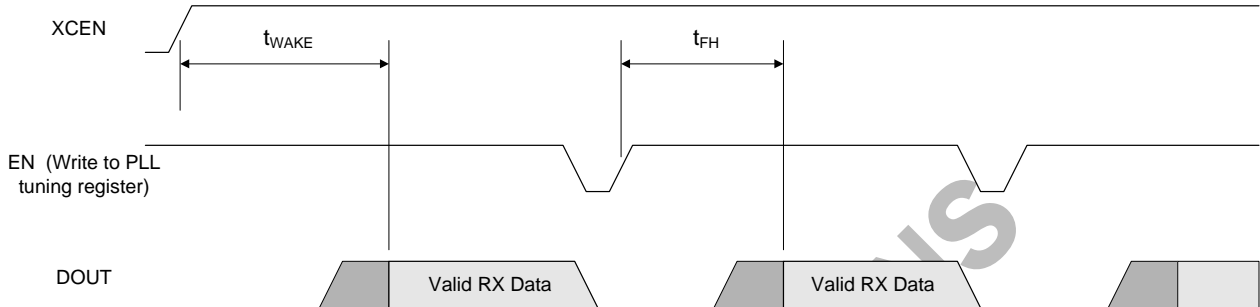 XCEN
tWAKE
tFH
EN (Write to PLL
tuning register)
DOUT
Valid RX Data
Valid RX Data